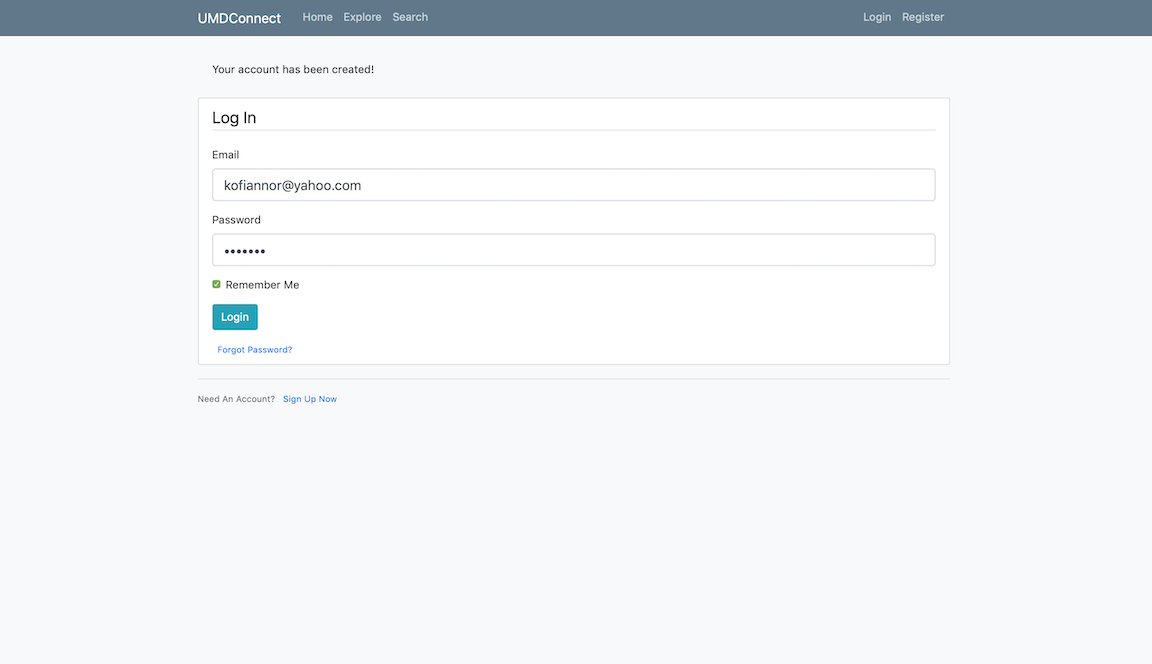 UMDConnect Home Explore Search Login Register
Your account has been created!
Log In
Email
kofiannor@yahoo.com
Password
•••••••
Remember Me
Login
Forgot Password?
Need An Account? Sign Up Now